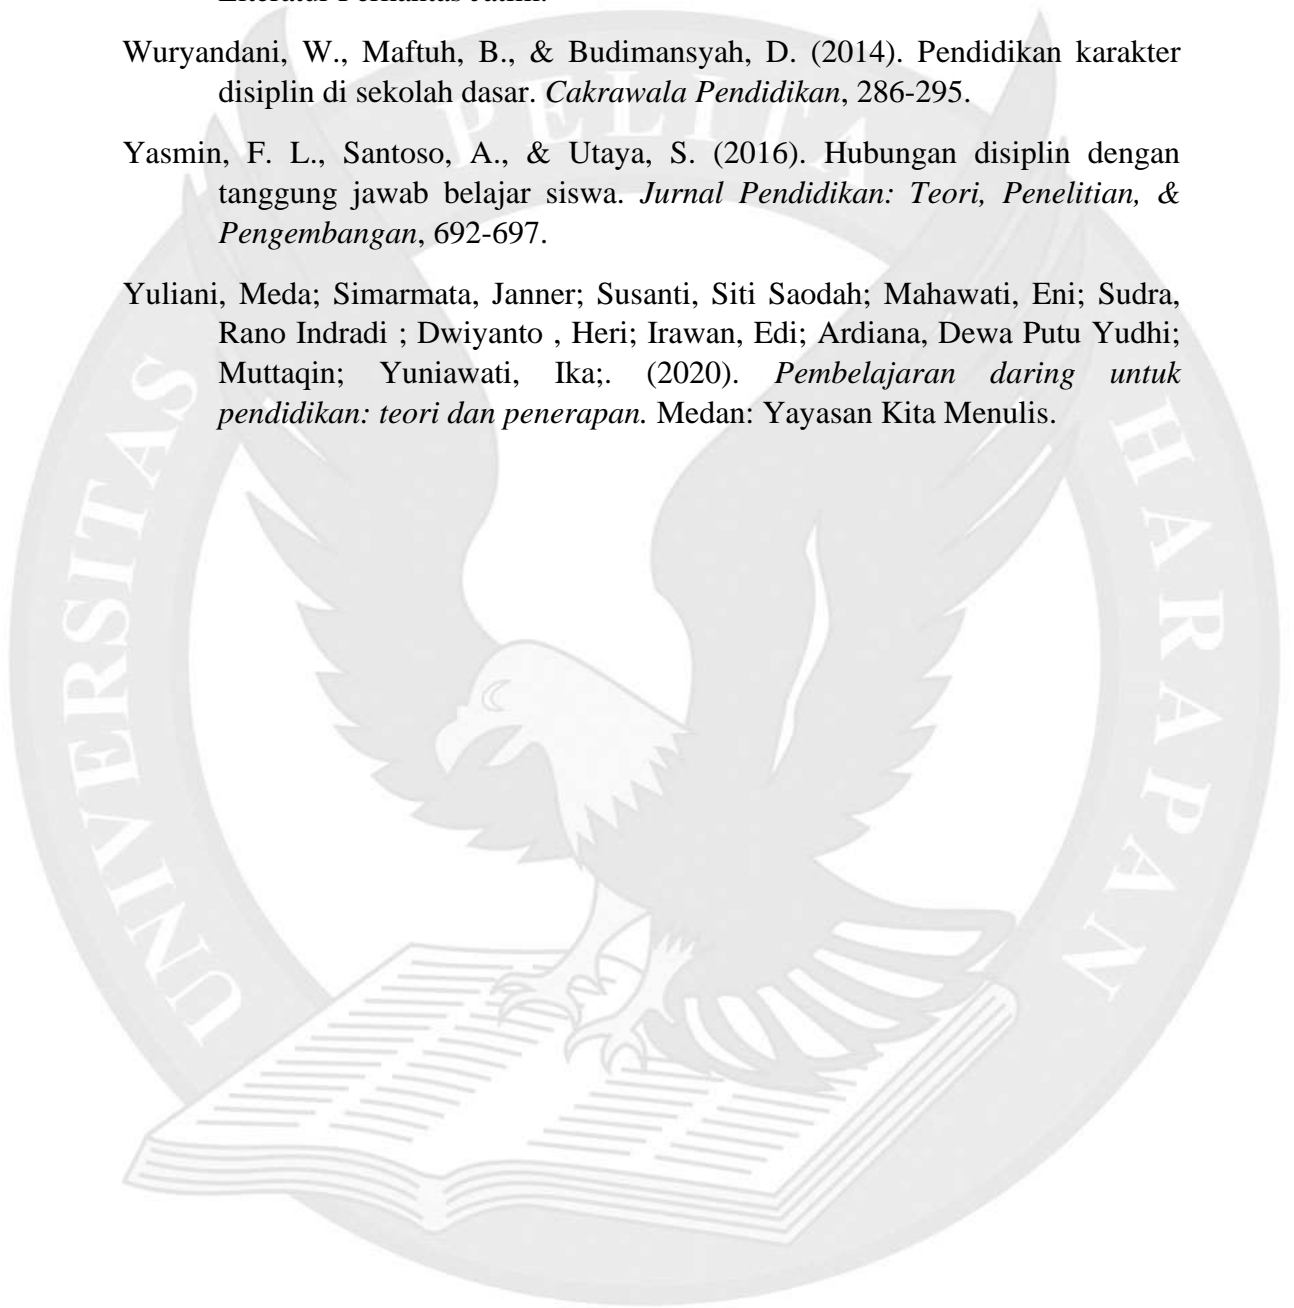 Wuryandani, W., Maftuh, B., & Budimansyah, D. (2014). Pendidikan karakter
disiplin di sekolah dasar. Cakrawala Pendidikan, 286-295.
Yasmin, F. L., Santoso, A., & Utaya, S. (2016). Hubungan disiplin dengan
tanggung jawab belajar siswa. Jurnal Pendidikan: Teori, Penelitian, &
Pengembangan, 692-697.
Yuliani, Meda; Simarmata, Janner; Susanti, Siti Saodah; Mahawati, Eni; Sudra,
Rano Indradi ; Dwiyanto , Heri; Irawan, Edi; Ardiana, Dewa Putu Yudhi;
Muttaqin; Yuniawati, Ika;. (2020). Pembelajaran daring untuk
pendidikan: teori dan penerapan. Medan: Yayasan Kita Menulis.
UNIVERSITAS PELITA HARAPAN